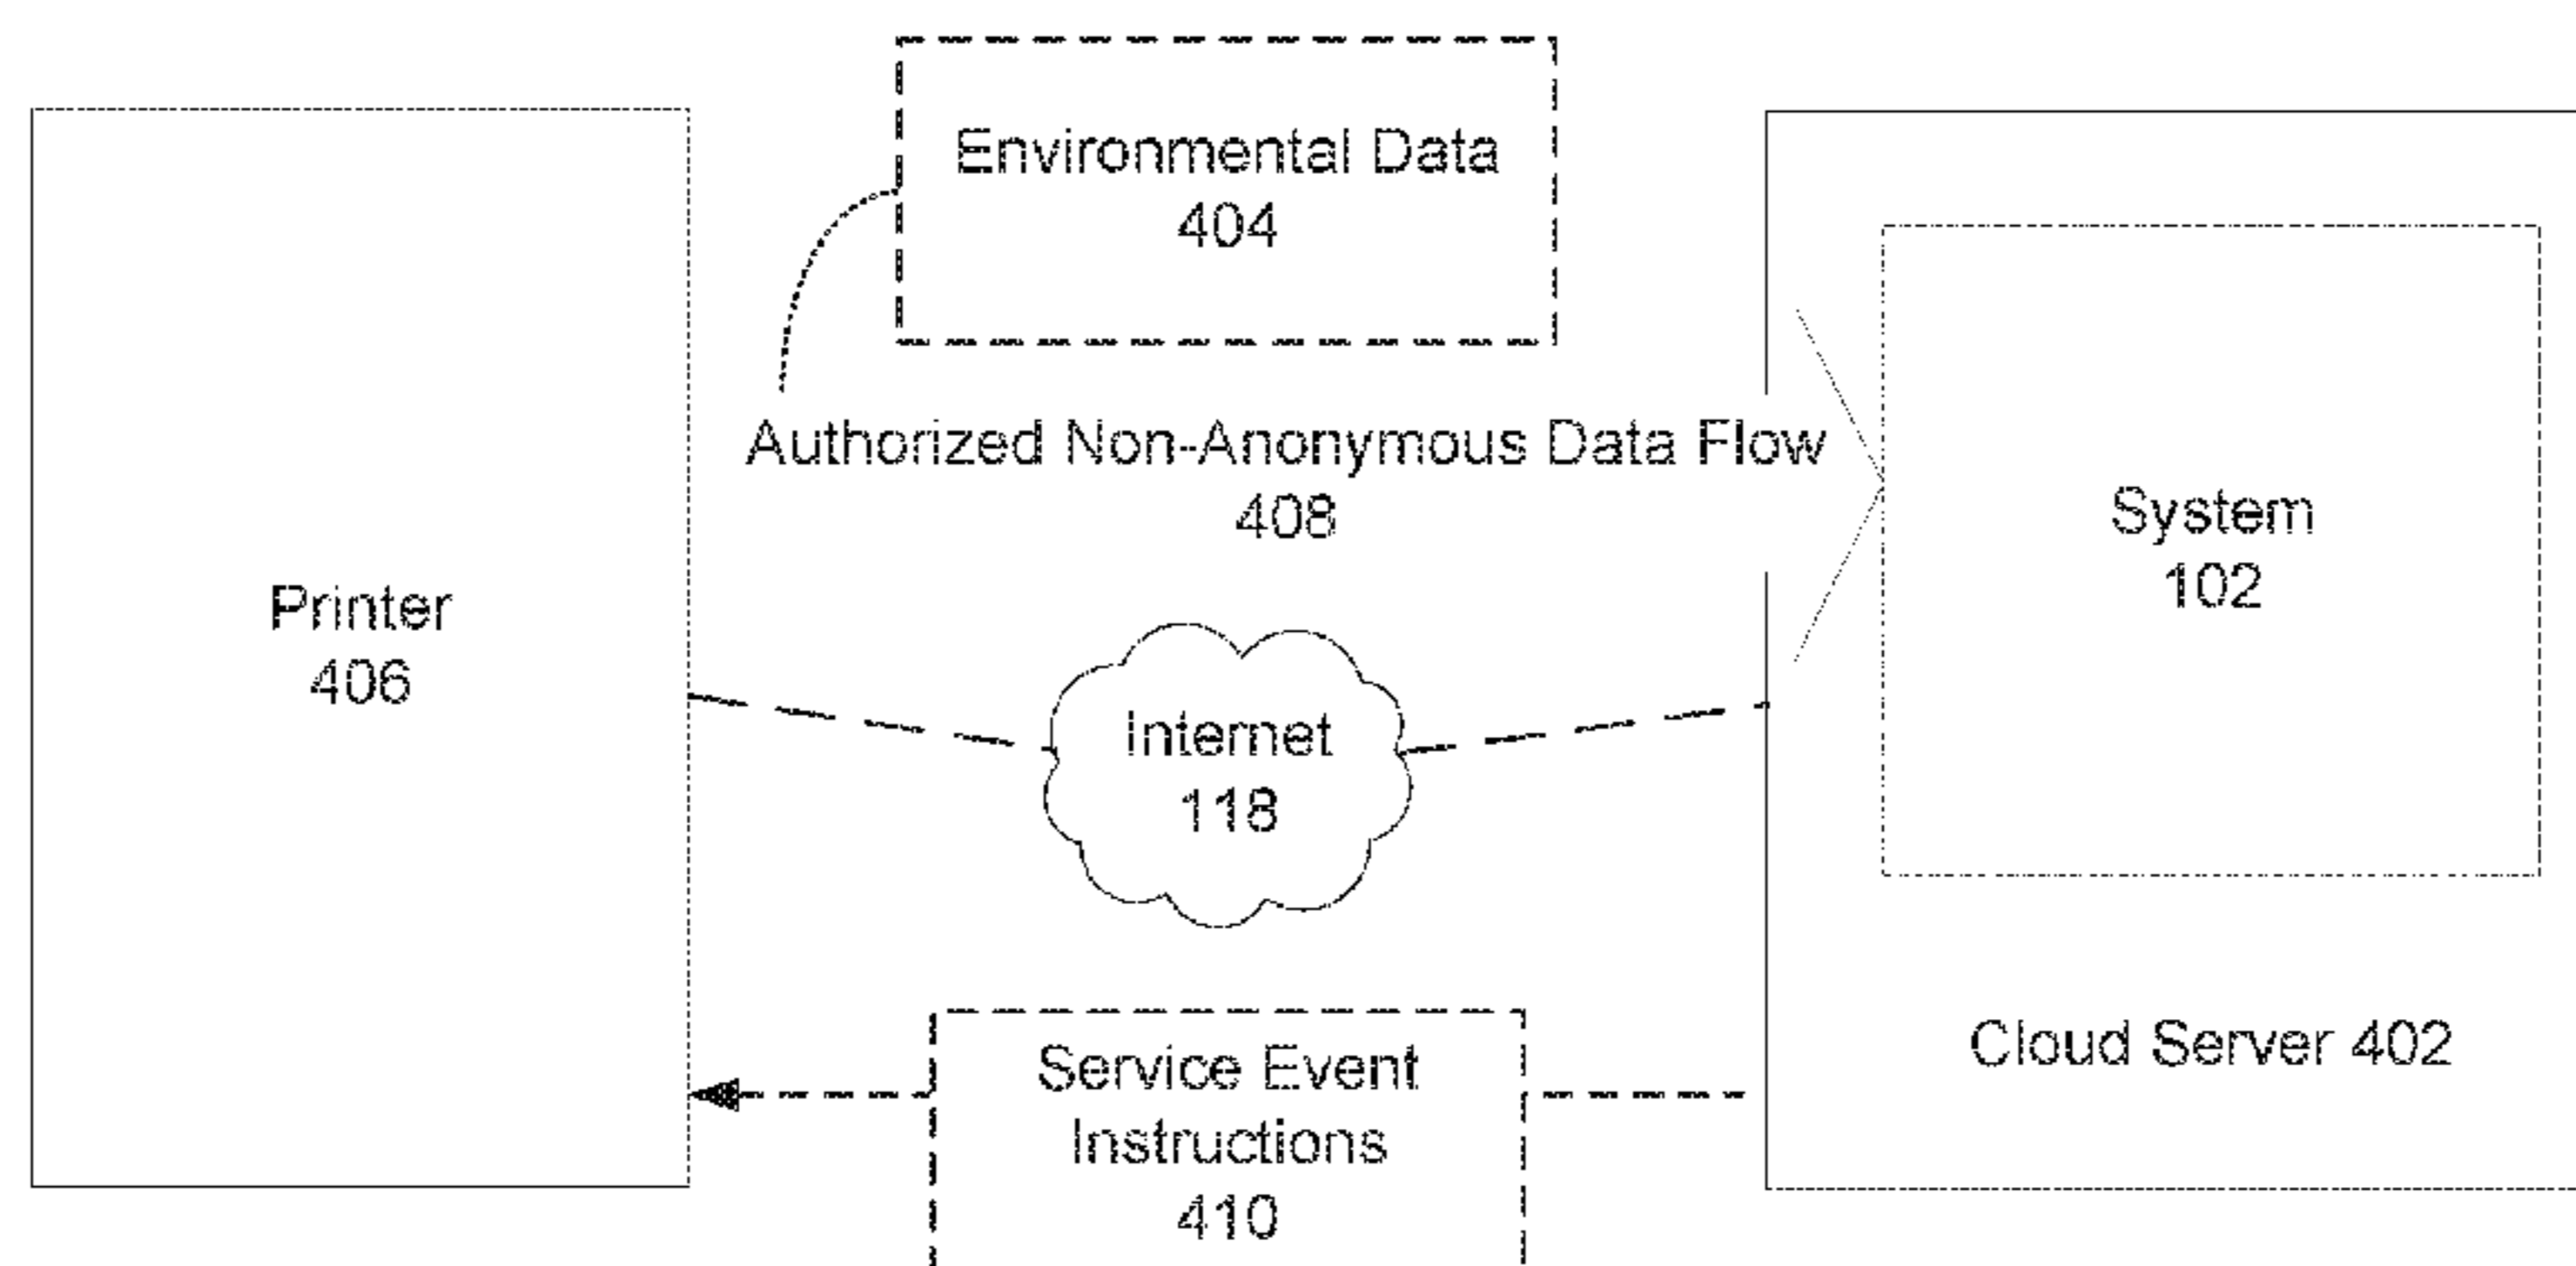 Environmental Data
404
Authorized Non-Anonymous Data Flow
408
Printer
406
System
102
Internet
118
Cloud Server 402
Service Event
Instructions
410